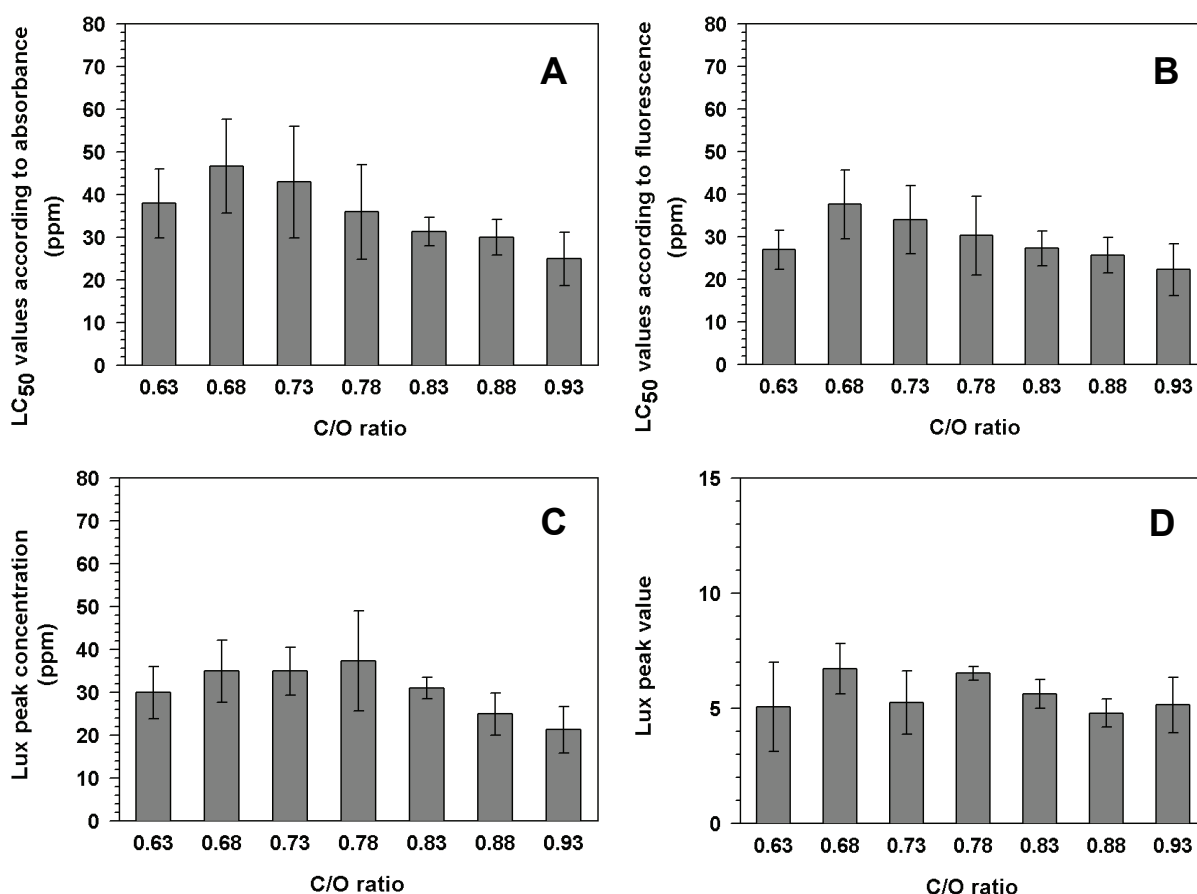 A
LC50 values according to absorbance
(ppm)
80
70
60
50
40
30
20
10
0
0.63 0.68 0.73 0.78 0.83 0.88 0.93
C/O ratio
B
LC50 values according to fluorescence
(ppm)
80
70
60
50
40
30
20
10
0
0.63 0.68 0.73 0.78 0.83 0.88 0.93
C/O ratio
C
Lux peak concentration
(ppm)
80
70
60
50
40
30
20
10
0
0.63 0.68 0.73 0.78 0.83 0.88 0.93
C/O ratio
D
Lux peak value
15
10
5
0
0.63 0.68 0.73 0.78 0.83 0.88 0.93
C/O ratio